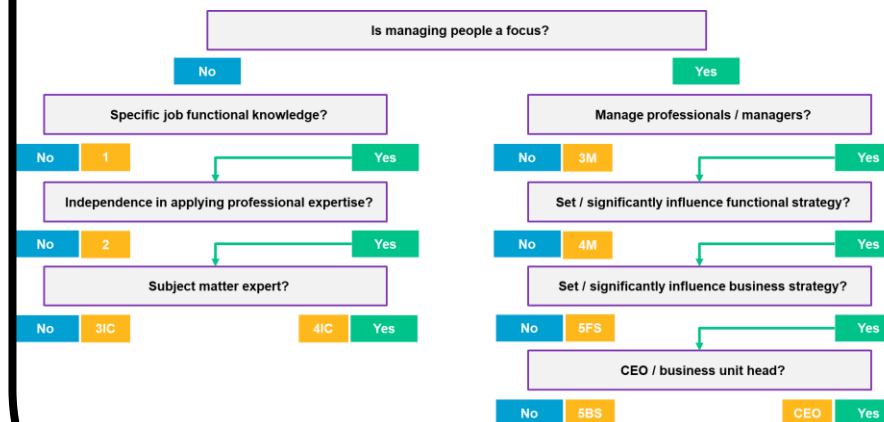 Is managing people a focus?
No
Yes
Specific job functional knowledge?
Manage professionals / managers?
No 1 Yes
No 3M Yes
Independence in applying professional expertise?
Set / significantly influence functional strategy?
No 2 Yes
No 4M Yes
Subject matter expert?
Set / significantly influence business strategy?
No 3IC 4IC Yes
No 5FS Yes
CEO / business unit head?
No 5BS CEO Yes